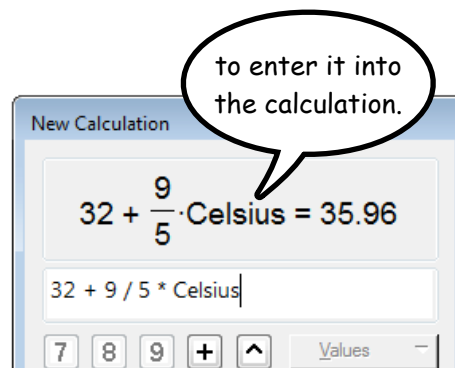 to enter it into
the calculation.
New Calculation
32 + 9/5 ·Celsius = 35.96
32 + 9 / 5 * Celsius
7 8 9 + ^ Values